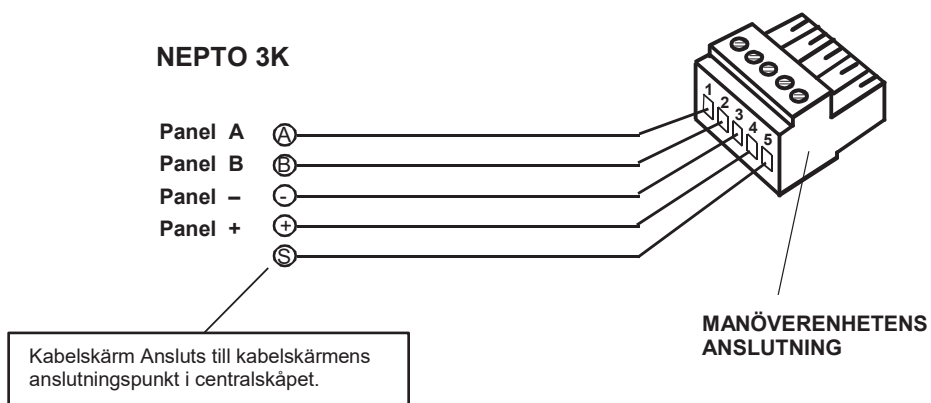 NEPTO 3K
Panel A Ⓐ
Panel B Ⓑ
Panel – ⊖
Panel + ⊕
Ⓢ
1 2 3 4 5
Kabelskärm Ansluts till kabelskärmens
anslutningspunkt i centralskåpet.
MANÖVERENHETENS
ANSLUTNING